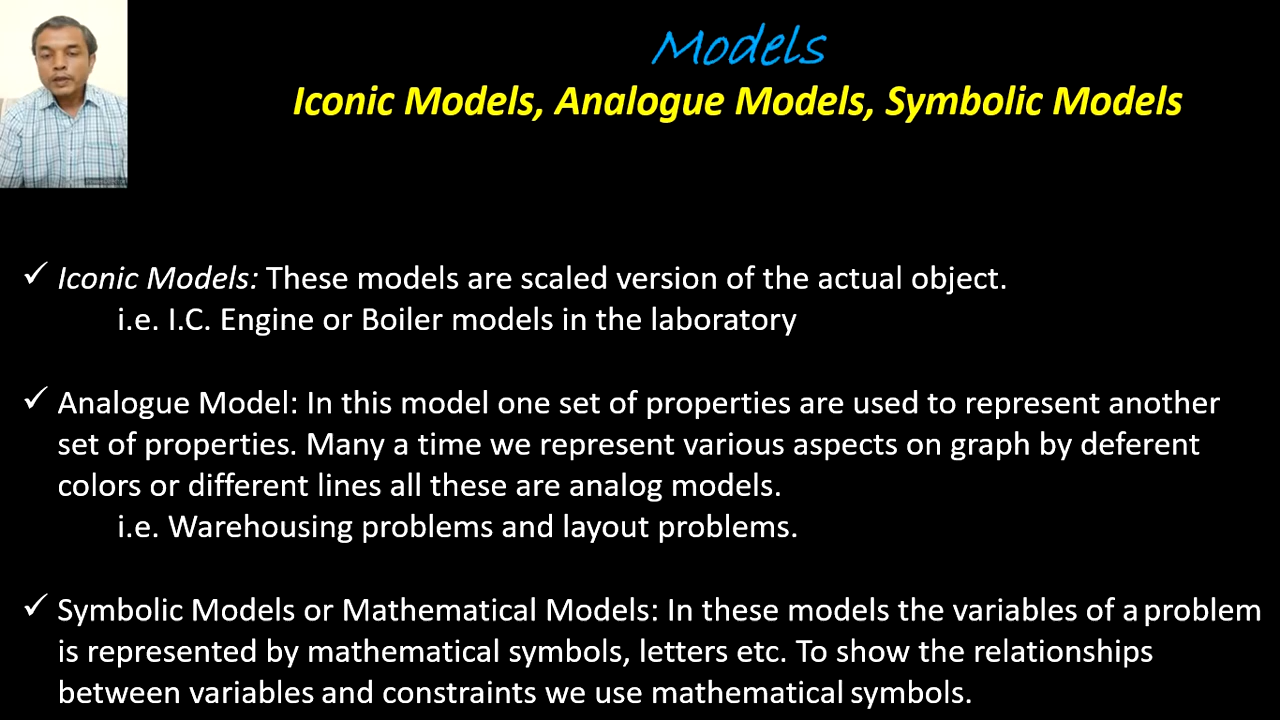 Models
Iconic Models, Analogue Models, Symbolic Models
✓ Iconic Models: These models are scaled version of the actual object.
i.e. I.C. Engine or Boiler models in the laboratory
✓ Analogue Model: In this model one set of properties are used to represent another
set of properties. Many a time we represent various aspects on graph by deferent
colors or different lines all these are analog models.
i.e. Warehousing problems and layout problems.
✓ Symbolic Models or Mathematical Models: In these models the variables of a problem
is represented by mathematical symbols, letters etc. To show the relationships
between variables and constraints we use mathematical symbols.